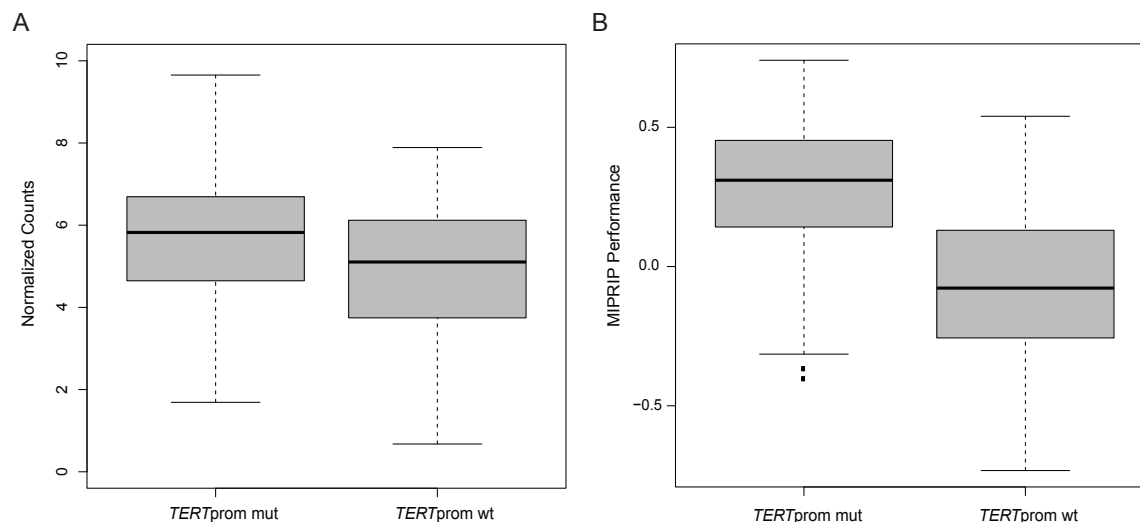 A
B
Normalized Counts
10
8
6
4
2
0
TERTprom mut
TERTprom wt
MIPRIP Performance
0.5
0.0
−0.5
TERTprom mut
TERTprom wt